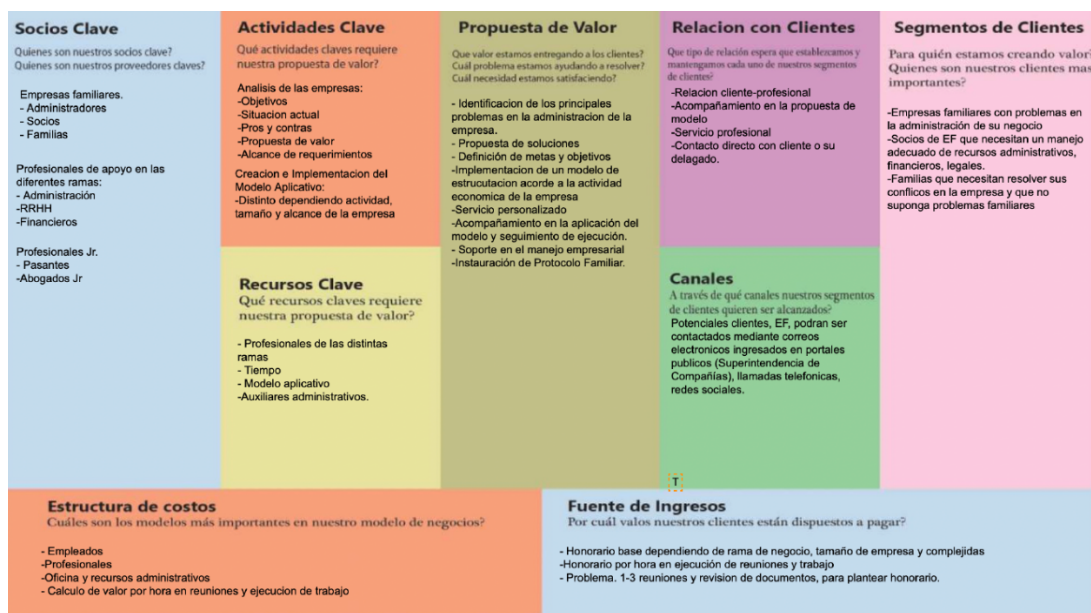 Socios Clave
Quienes son nuestros socios clave?
Quienes son nuestros proveedores claves?
Empresas familiares.
- Administradores
- Socios
- Familias
Profesionales de apoyo en las
diferentes ramas:
- Administración
-RRHH
-Financieros
Profesionales Jr.
- Pasantes
-Abogados Jr
Actividades Clave
Qué actividades claves requiere
nuestra propuesta de valor?
Analisis de las empresas:
-Objetivos
-Situacion actual
-Pros y contras
-Propuesta de valor
-Alcance de requerimientos
Creacion e Implementacion del
Modelo Aplicativo:
-Distinto dependiendo actividad,
tamaño y alcance de la empresa
Recursos Clave
Qué recursos claves requiere
nuestra propuesta de valor?
- Profesionales de las distintas
ramas
- Tiempo
- Modelo aplicativo
-Auxiliares administrativos.
Propuesta de Valor
Que valor estamos entregando a los clientes?
Cuál problema estamos ayudando a resolver?
Cuál necesidad estamos satisfaciendo?
- Identificacion de los principales
problemas en la administracion de la
empresa.
- Propuesta de soluciones
- Definición de metas y objetivos
-Implementacion de un modelo de
estrucutacion acorde a la actividad
economica de la empresa
-Servicio personalizado
-Acompañamiento en la aplicación del
modelo y seguimiento de ejecución.
- Soporte en el manejo empresarial
-Instauración de Protocolo Familiar.
Relacion con Clientes
Que tipo de relación espera que establezcamos y
mantengamos cada uno de nuestros segmentos
de clientes?
-Relacion cliente-profesional
-Acompañamiento en la propuesta de
modelo
-Servicio profesional
-Contacto directo con cliente o su
delagado.
Canales
A través de qué canales nuestros segmentos
de clientes quieren ser alcanzados?
Potenciales clientes, EF, podran ser
contactados mediante correos
electronicos ingresados en portales
publicos (Superintendencia de
Compañías), llamadas telefonicas,
redes sociales.
T
Segmentos de Clientes
Para quién estamos creando valor?
Quienes son nuestros clientes mas
importantes?
-Empresas familiares con problemas en
la administración de su negocio
-Socios de EF que necesitan un manejo
adecuado de recursos administrativos,
financieros, legales.
-Familias que necesitan resolver sus
conflicos en la empresa y que no
suponga problemas familiares
Estructura de costos
Cuáles son los modelos más importantes en nuestro modelo de negocios?
- Empleados
-Profesionales
-Oficina y recursos administrativos
- Calculo de valor por hora en reuniones y ejecucion de trabajo
Fuente de Ingresos
Por cuál valos nuestros clientes están dispuestos a pagar?
- Honorario base dependiendo de rama de negocio, tamaño de empresa y complejidas
-Honorario por hora en ejecución de reuniones y trabajo
- Problema. 1-3 reuniones y revision de documentos, para plantear honorario.